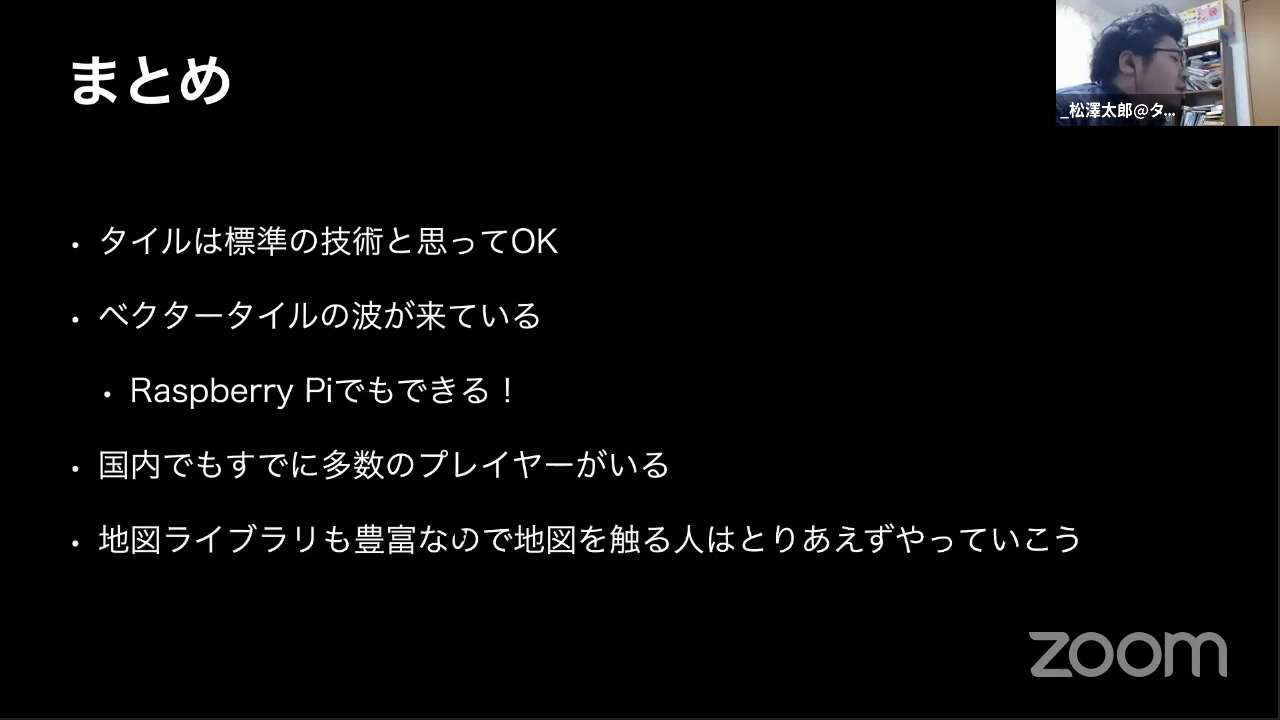 まとめ
_松澤太郎@タ...
• タイルは標準の技術と思ってOK
• ベクタータイルの波が来ている
• Raspberry Piでもできる！
• 国内でもすでに多数のプレイヤーがいる
• 地図ライブラリも豊富なので地図を触る人はとりあえずやっていこう
zoom